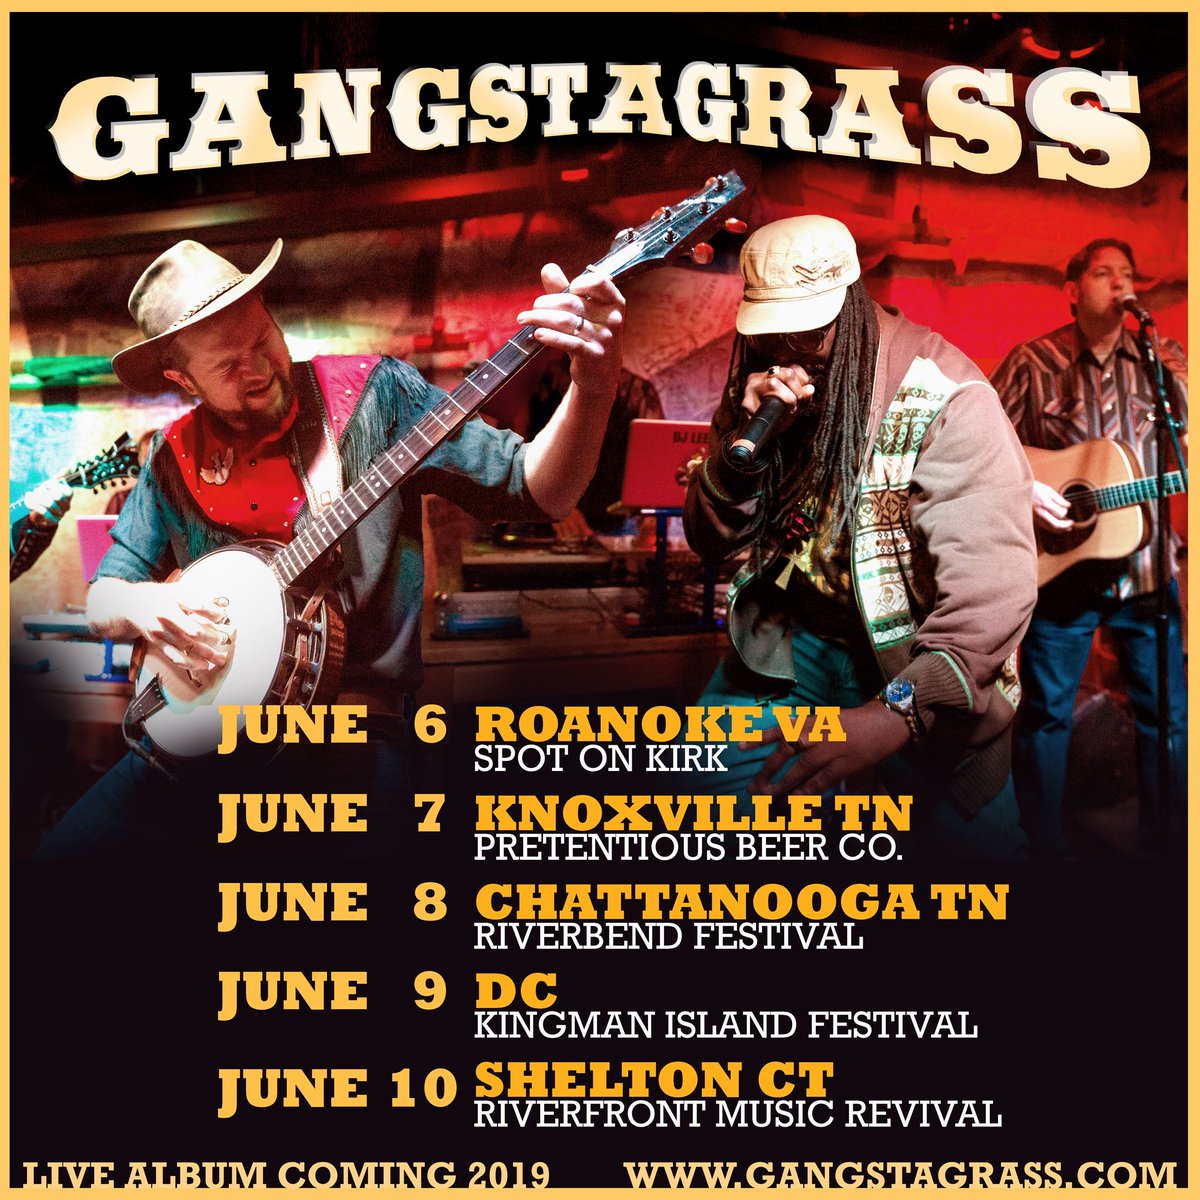 GANGSTAGRASS
DJ LEE
JUNE 6 ROANOKE VA
SPOT ON KIRK
JUNE 7 KNOXVILLE TN
PRETENTIOUS BEER CO.
JUNE 8 CHATTANOOGA TN
RIVERBEND FESTIVAL
JUNE 9 DC
KINGMAN ISLAND FESTIVAL
JUNE 10 SHELTON CT
RIVERFRONT MUSIC REVIVAL
LIVE ALBUM COMING 2019 WWW.GANGSTAGRASS.COM